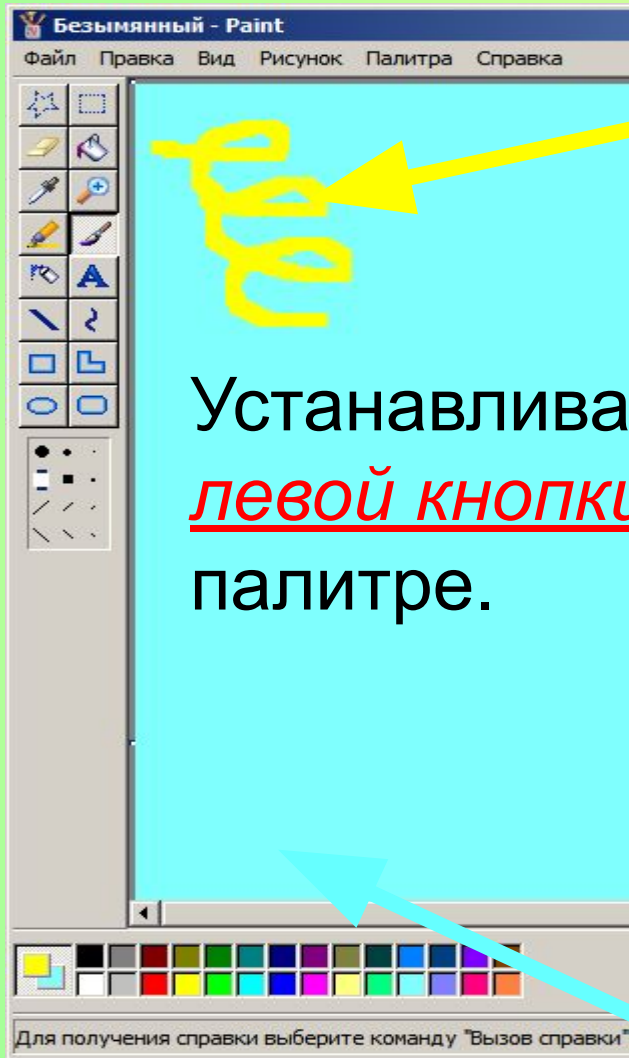 Безымянный - Paint
Файл Правка Вид Рисунок Палитра Справка
A
Устанавлива
левой кнопки
палитре.
Для получения справки выберите команду "Вызов справки"